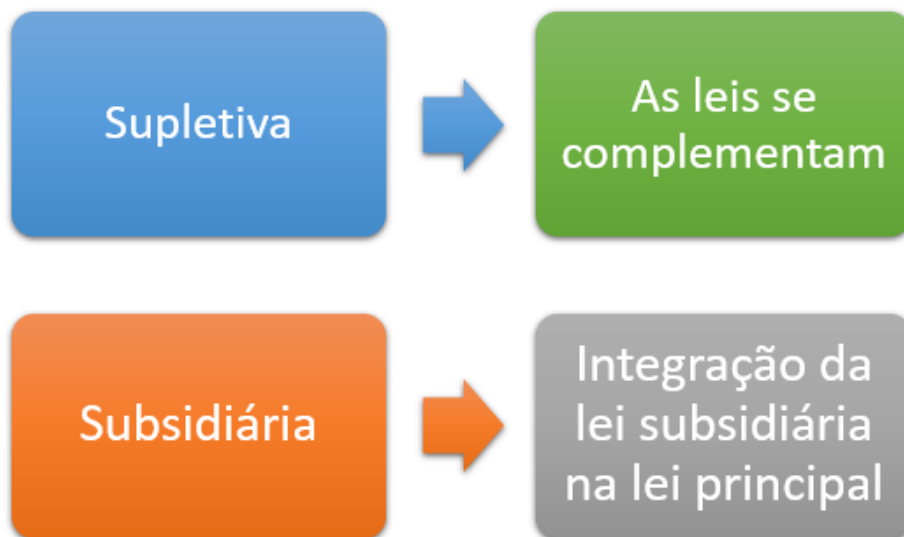 Supletiva
As leis se
complementam
Subsidiária
Integração da
lei subsidiária
na lei principal